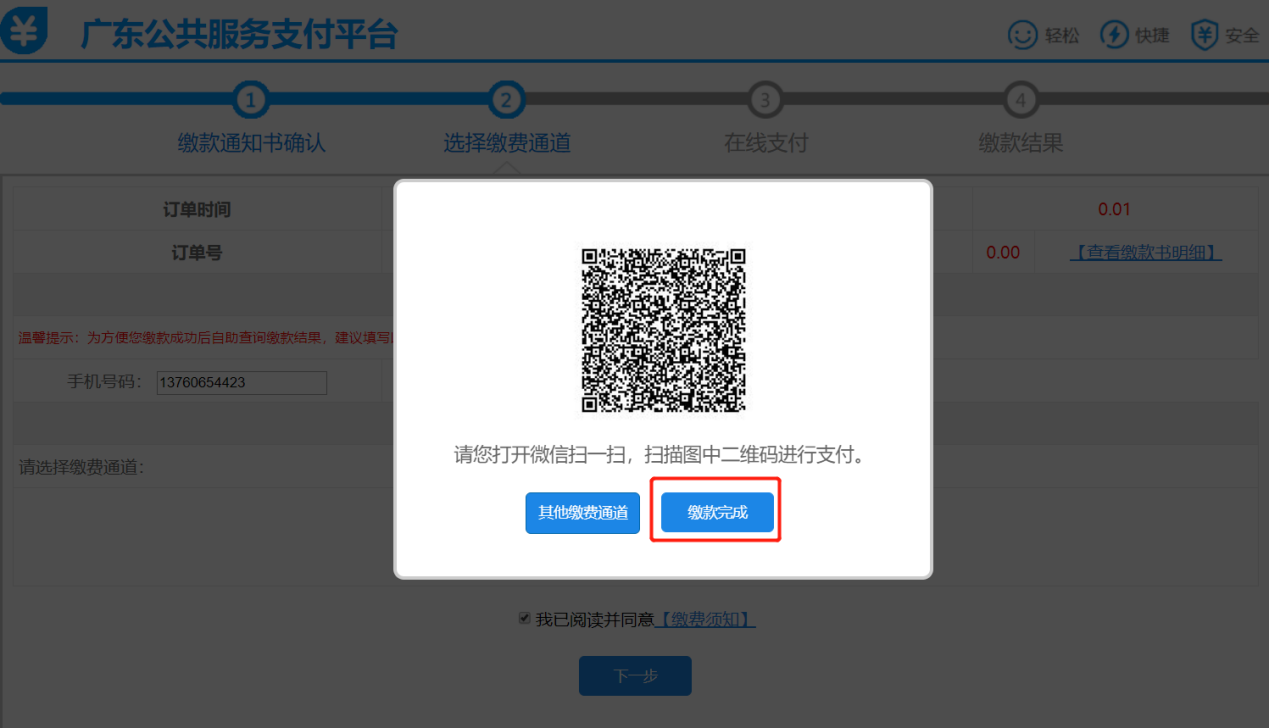 ¥ 广东公共服务支付平台 轻松 快捷 ¥ 安全
1 2 3 4
缴款通知书确认 选择缴费通道 在线支付 缴款结果
订单时间 0.01
订单号 0.00 【查看缴款书明细】
温馨提示：为方便您缴款成功后自助查询缴款结果，建议填写
手机号码： 13760654423
请选择缴费通道：
请您打开微信扫一扫，扫描图中二维码进行支付。
其他缴费通道 缴款完成
我已阅读并同意【缴费须知】
下一步